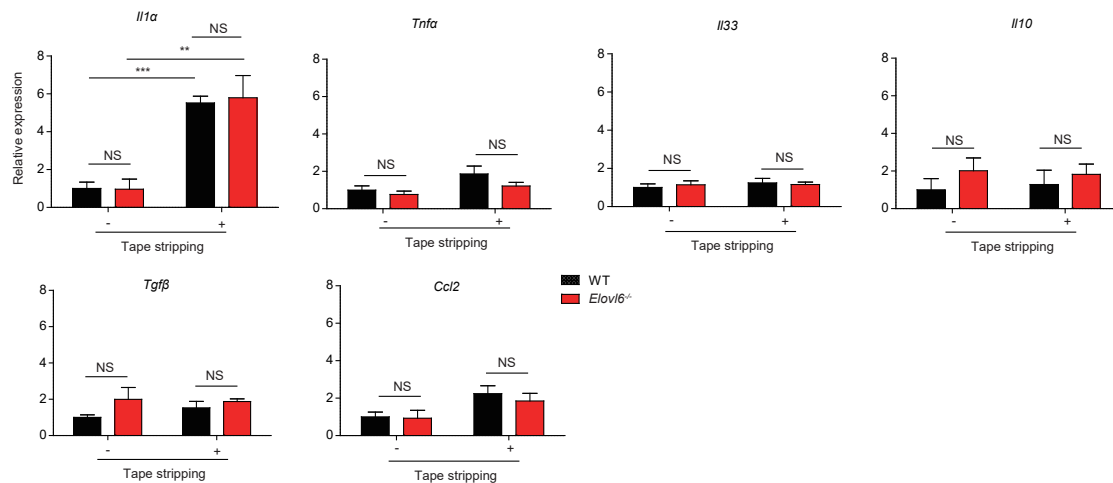 Il1α
NS
**
***
NS
8
6
4
2
0
Relative expression
- +
Tape stripping
Tnfα
8
6
4
2
0
NS
NS
- +
Tape stripping
Il33
8
6
4
2
0
NS
NS
- +
Tape stripping
Il10
8
6
4
2
0
NS
NS
- +
Tape stripping
Tgfβ
8
6
4
2
0
NS
NS
- +
Tape stripping
Ccl2
8
6
4
2
0
NS
NS
- +
Tape stripping
WT
Elovl6-/-